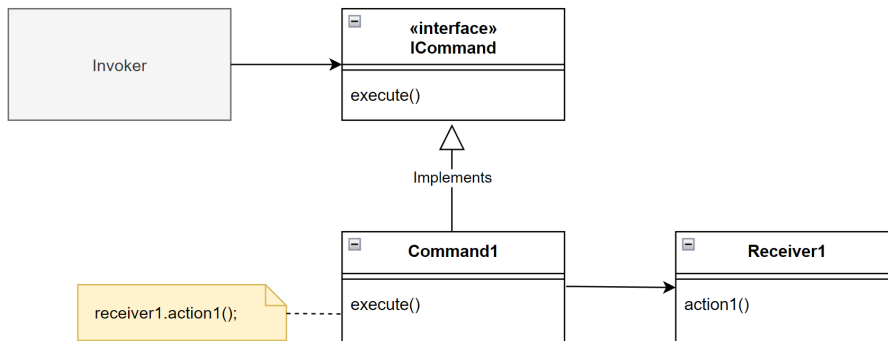 Invoker
«interface»
ICommand
execute()
Implements
Command1
execute()
receiver1.action1();
Receiver1
action1()